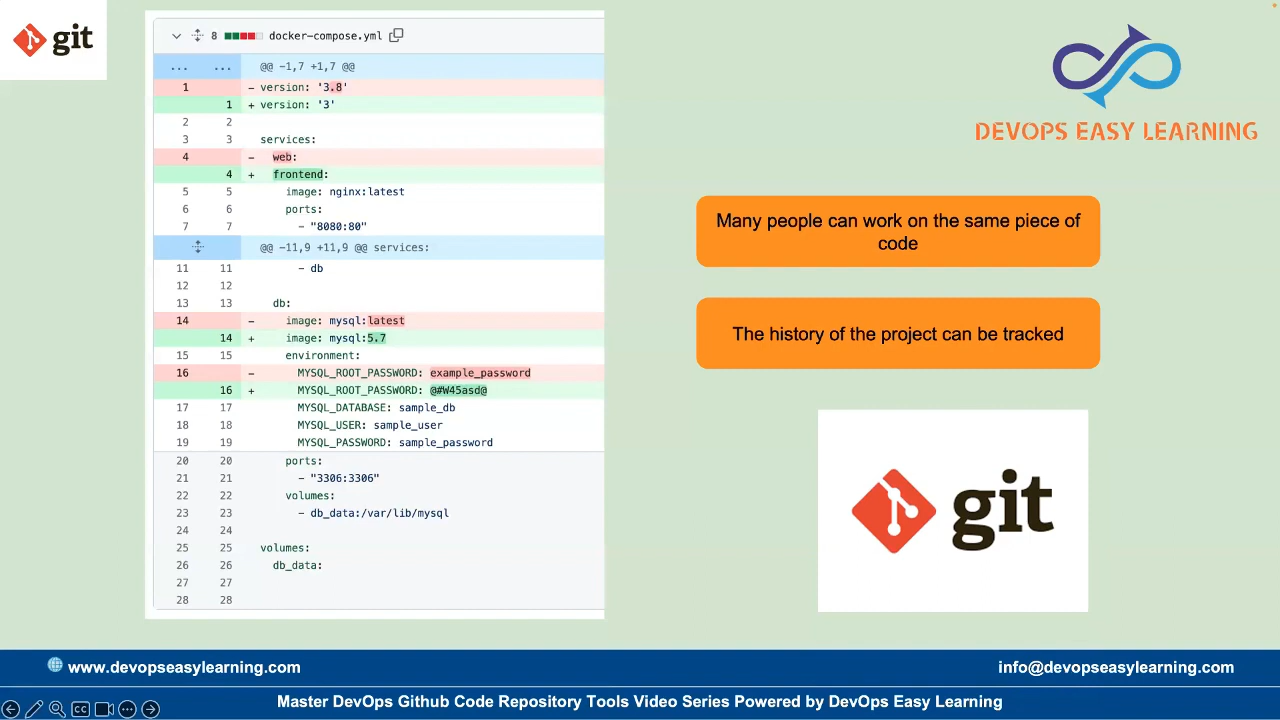 git
8 docker-compose.yml
... ... @@ -1,7 +1,7 @@
1 - version: '3.8'
1 + version: '3'
2 2
3 3 services:
4 - web:
4 + frontend:
5 5 image: nginx:latest
6 6 ports:
7 7 - "8080:80"
@@ -11,9 +11,9 @@ services:
11 11 - db
12 12
13 13 db:
14 - image: mysql:latest
14 + image: mysql:5.7
15 15 environment:
16 - MYSQL_ROOT_PASSWORD: example_password
16 + MYSQL_ROOT_PASSWORD: @#W45asd@
17 17 MYSQL_DATABASE: sample_db
18 18 MYSQL_USER: sample_user
19 19 MYSQL_PASSWORD: sample_password
20 20 ports:
21 21 - "3306:3306"
22 22 volumes:
23 23 - db_data:/var/lib/mysql
24 24
25 25 volumes:
26 26 db_data:
27 27
28 28
DEVOPS EASY LEARNING
Many people can work on the same piece of
code
The history of the project can be tracked
git
www.devopseasylearning.com
info@devopseasylearning.com
Master DevOps Github Code Repository Tools Video Series Powered by DevOps Easy Learning
CC